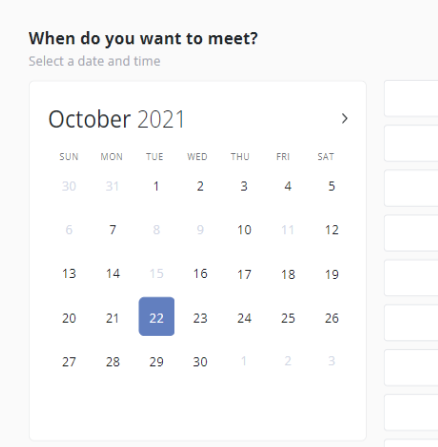 When do you want to meet?
Select a date and time
October 2021 >
SUN MON TUE WED THU FRI SAT
30 31 1 2 3 4 5
6 7 8 9 10 11 12
13 14 15 16 17 18 19
20 21 22 23 24 25 26
27 28 29 30 1 2 3